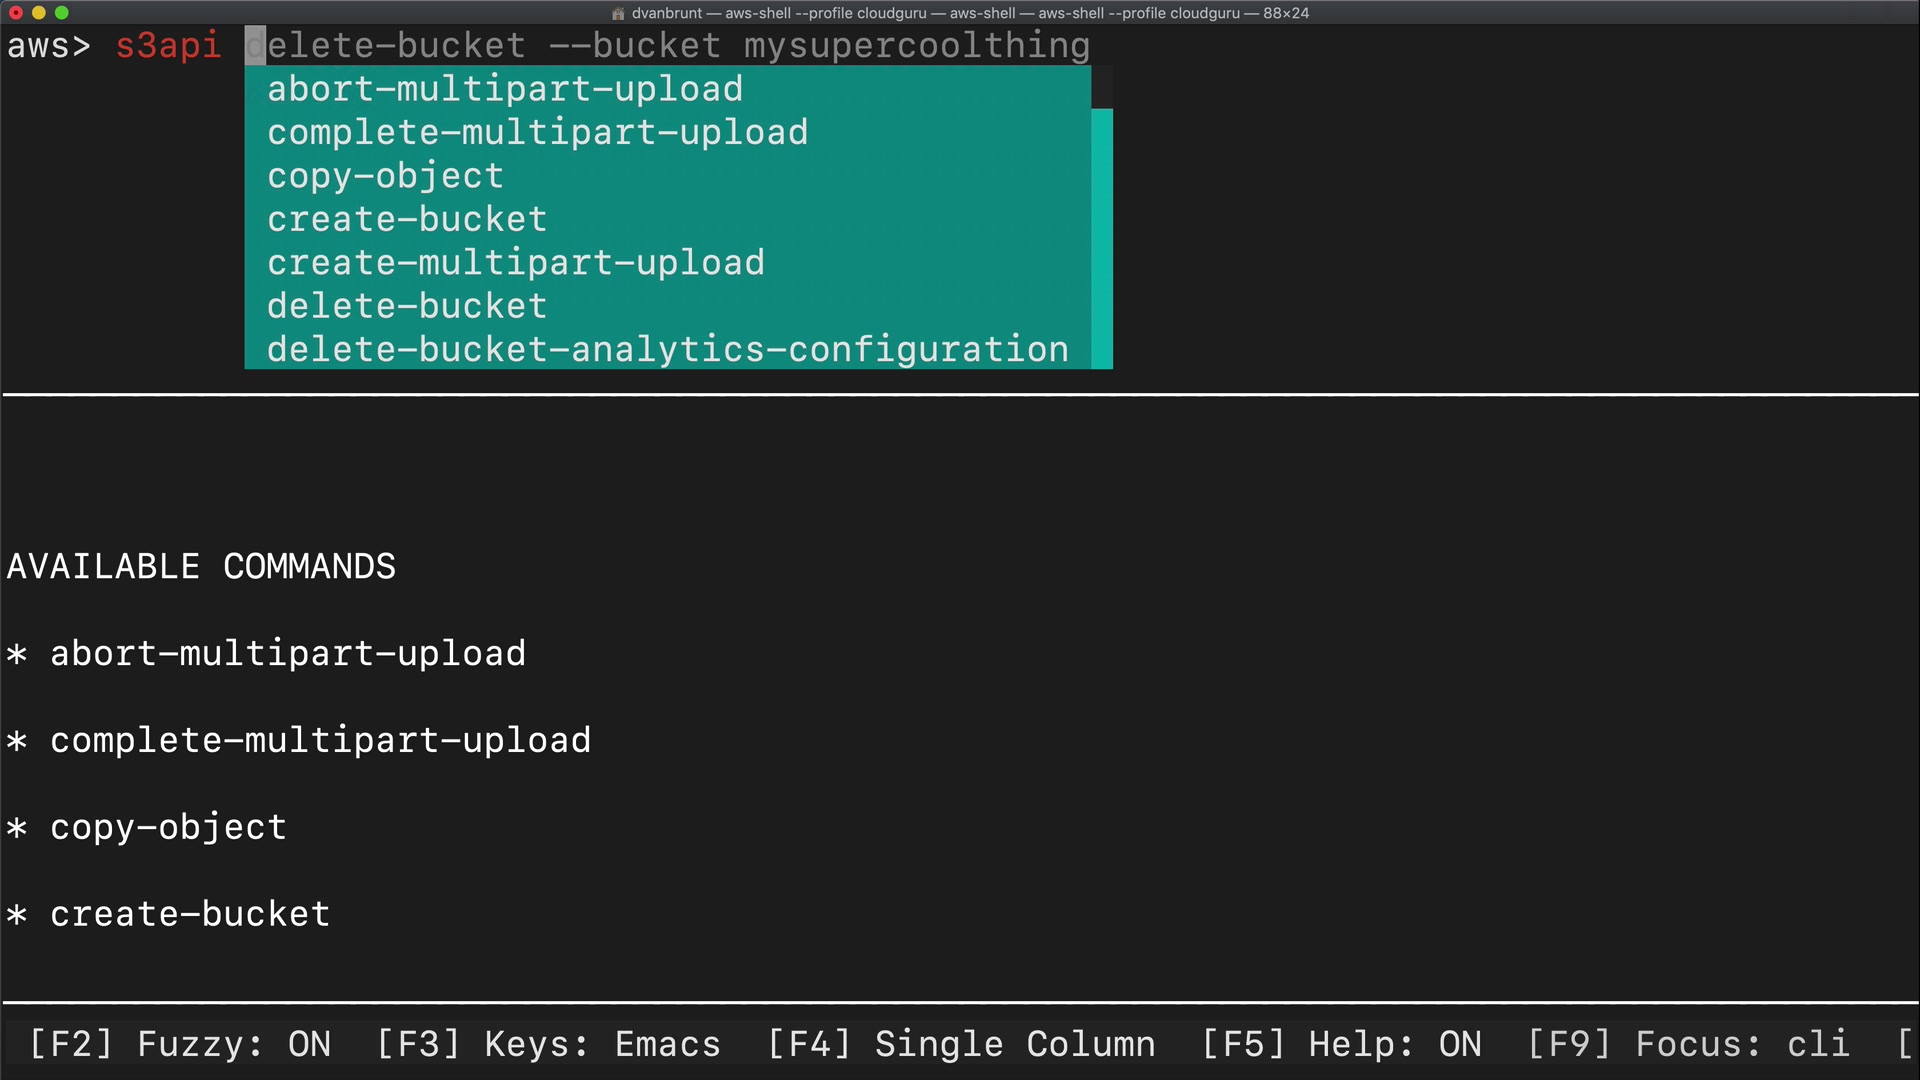 dvanbrunt — aws-shell --profile cloudguru — aws-shell — aws-shell --profile cloudguru — 88×24
aws> s3api delete-bucket --bucket mysupercoolthing
abort-multipart-upload
complete-multipart-upload
copy-object
create-bucket
create-multipart-upload
delete-bucket
delete-bucket-analytics-configuration
AVAILABLE COMMANDS
* abort-multipart-upload
* complete-multipart-upload
* copy-object
* create-bucket
[F2] Fuzzy: ON [F3] Keys: Emacs [F4] Single Column [F5] Help: ON [F9] Focus: cli [